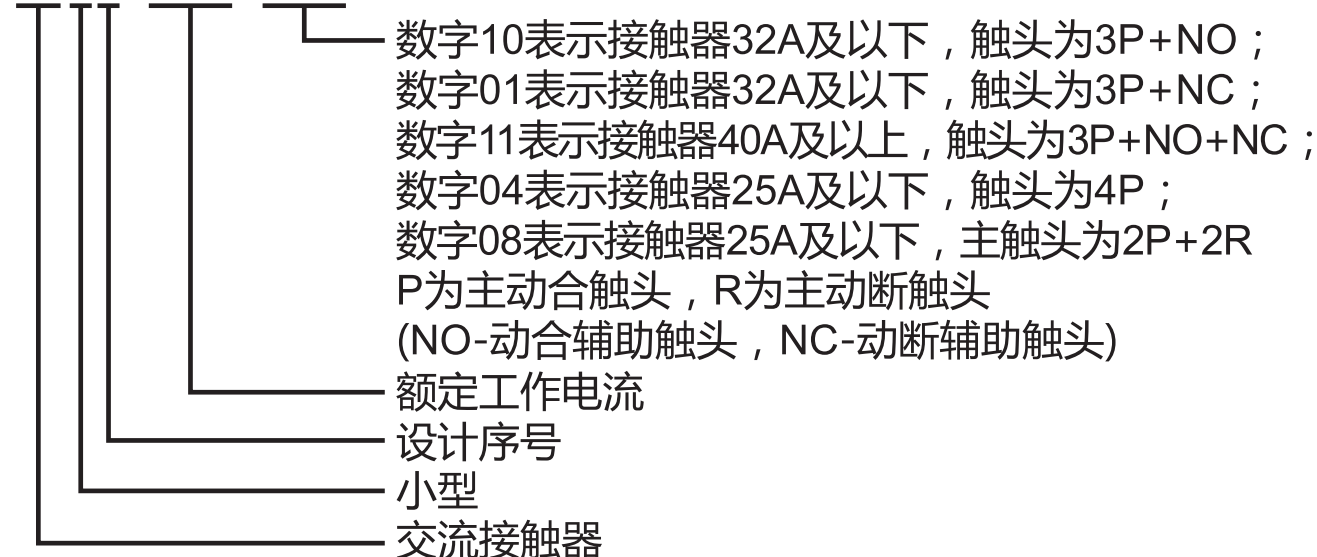 数字10表示接触器32A及以下，触头为3P+NO；
数字01表示接触器32A及以下，触头为3P+NC；
数字11表示接触器40A及以上，触头为3P+NO+NC；
数字04表示接触器25A及以下，触头为4P；
数字08表示接触器25A及以下，主触头为2P+2R
P为主动合触头，R为主动断触头
(NO-动合辅助触头，NC-动断辅助触头)
额定工作电流
设计序号
小型
交流接触器